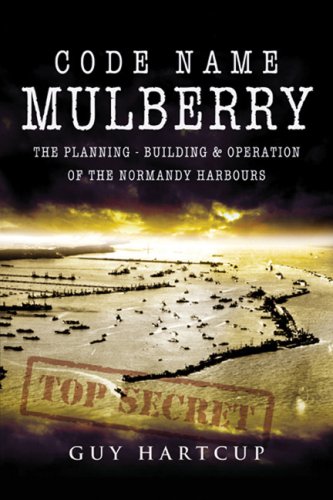 CODE NAME
MULBERRY
THE PLANNING - BUILDING & OPERATION
OF THE NORMANDY HARBOURS
TOP SECRET
GUY HARTCUP